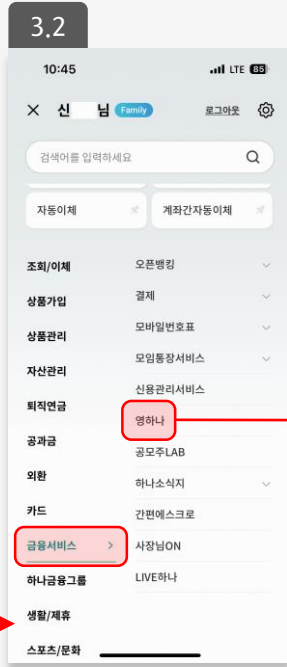 3.2
10:45 LTE 85
신 님 Family 로그아웃
검색어를 입력하세요
자동이체 계좌간자동이체
조회/이체 오픈뱅킹
상품가입 결제
상품관리 모바일번호표
자산관리 모임통장서비스
퇴직연금 신용관리서비스
공과금 영하나
외환 공모주LAB
카드 하나소식지
금융서비스 간편에스크로
하나금융그룹 사장님ON
생활/제휴 LIVE하나
스포츠/문화